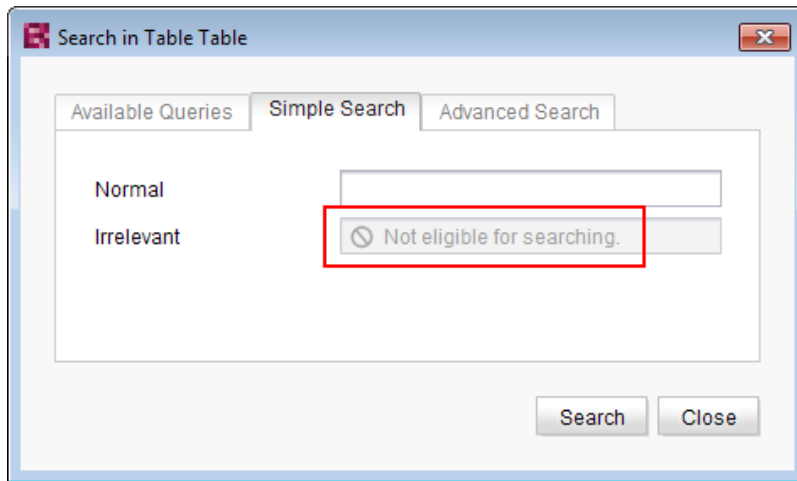 Search in Table Table
Available Queries Simple Search Advanced Search
Normal
Irrelevant Not eligible for searching.
Search Close